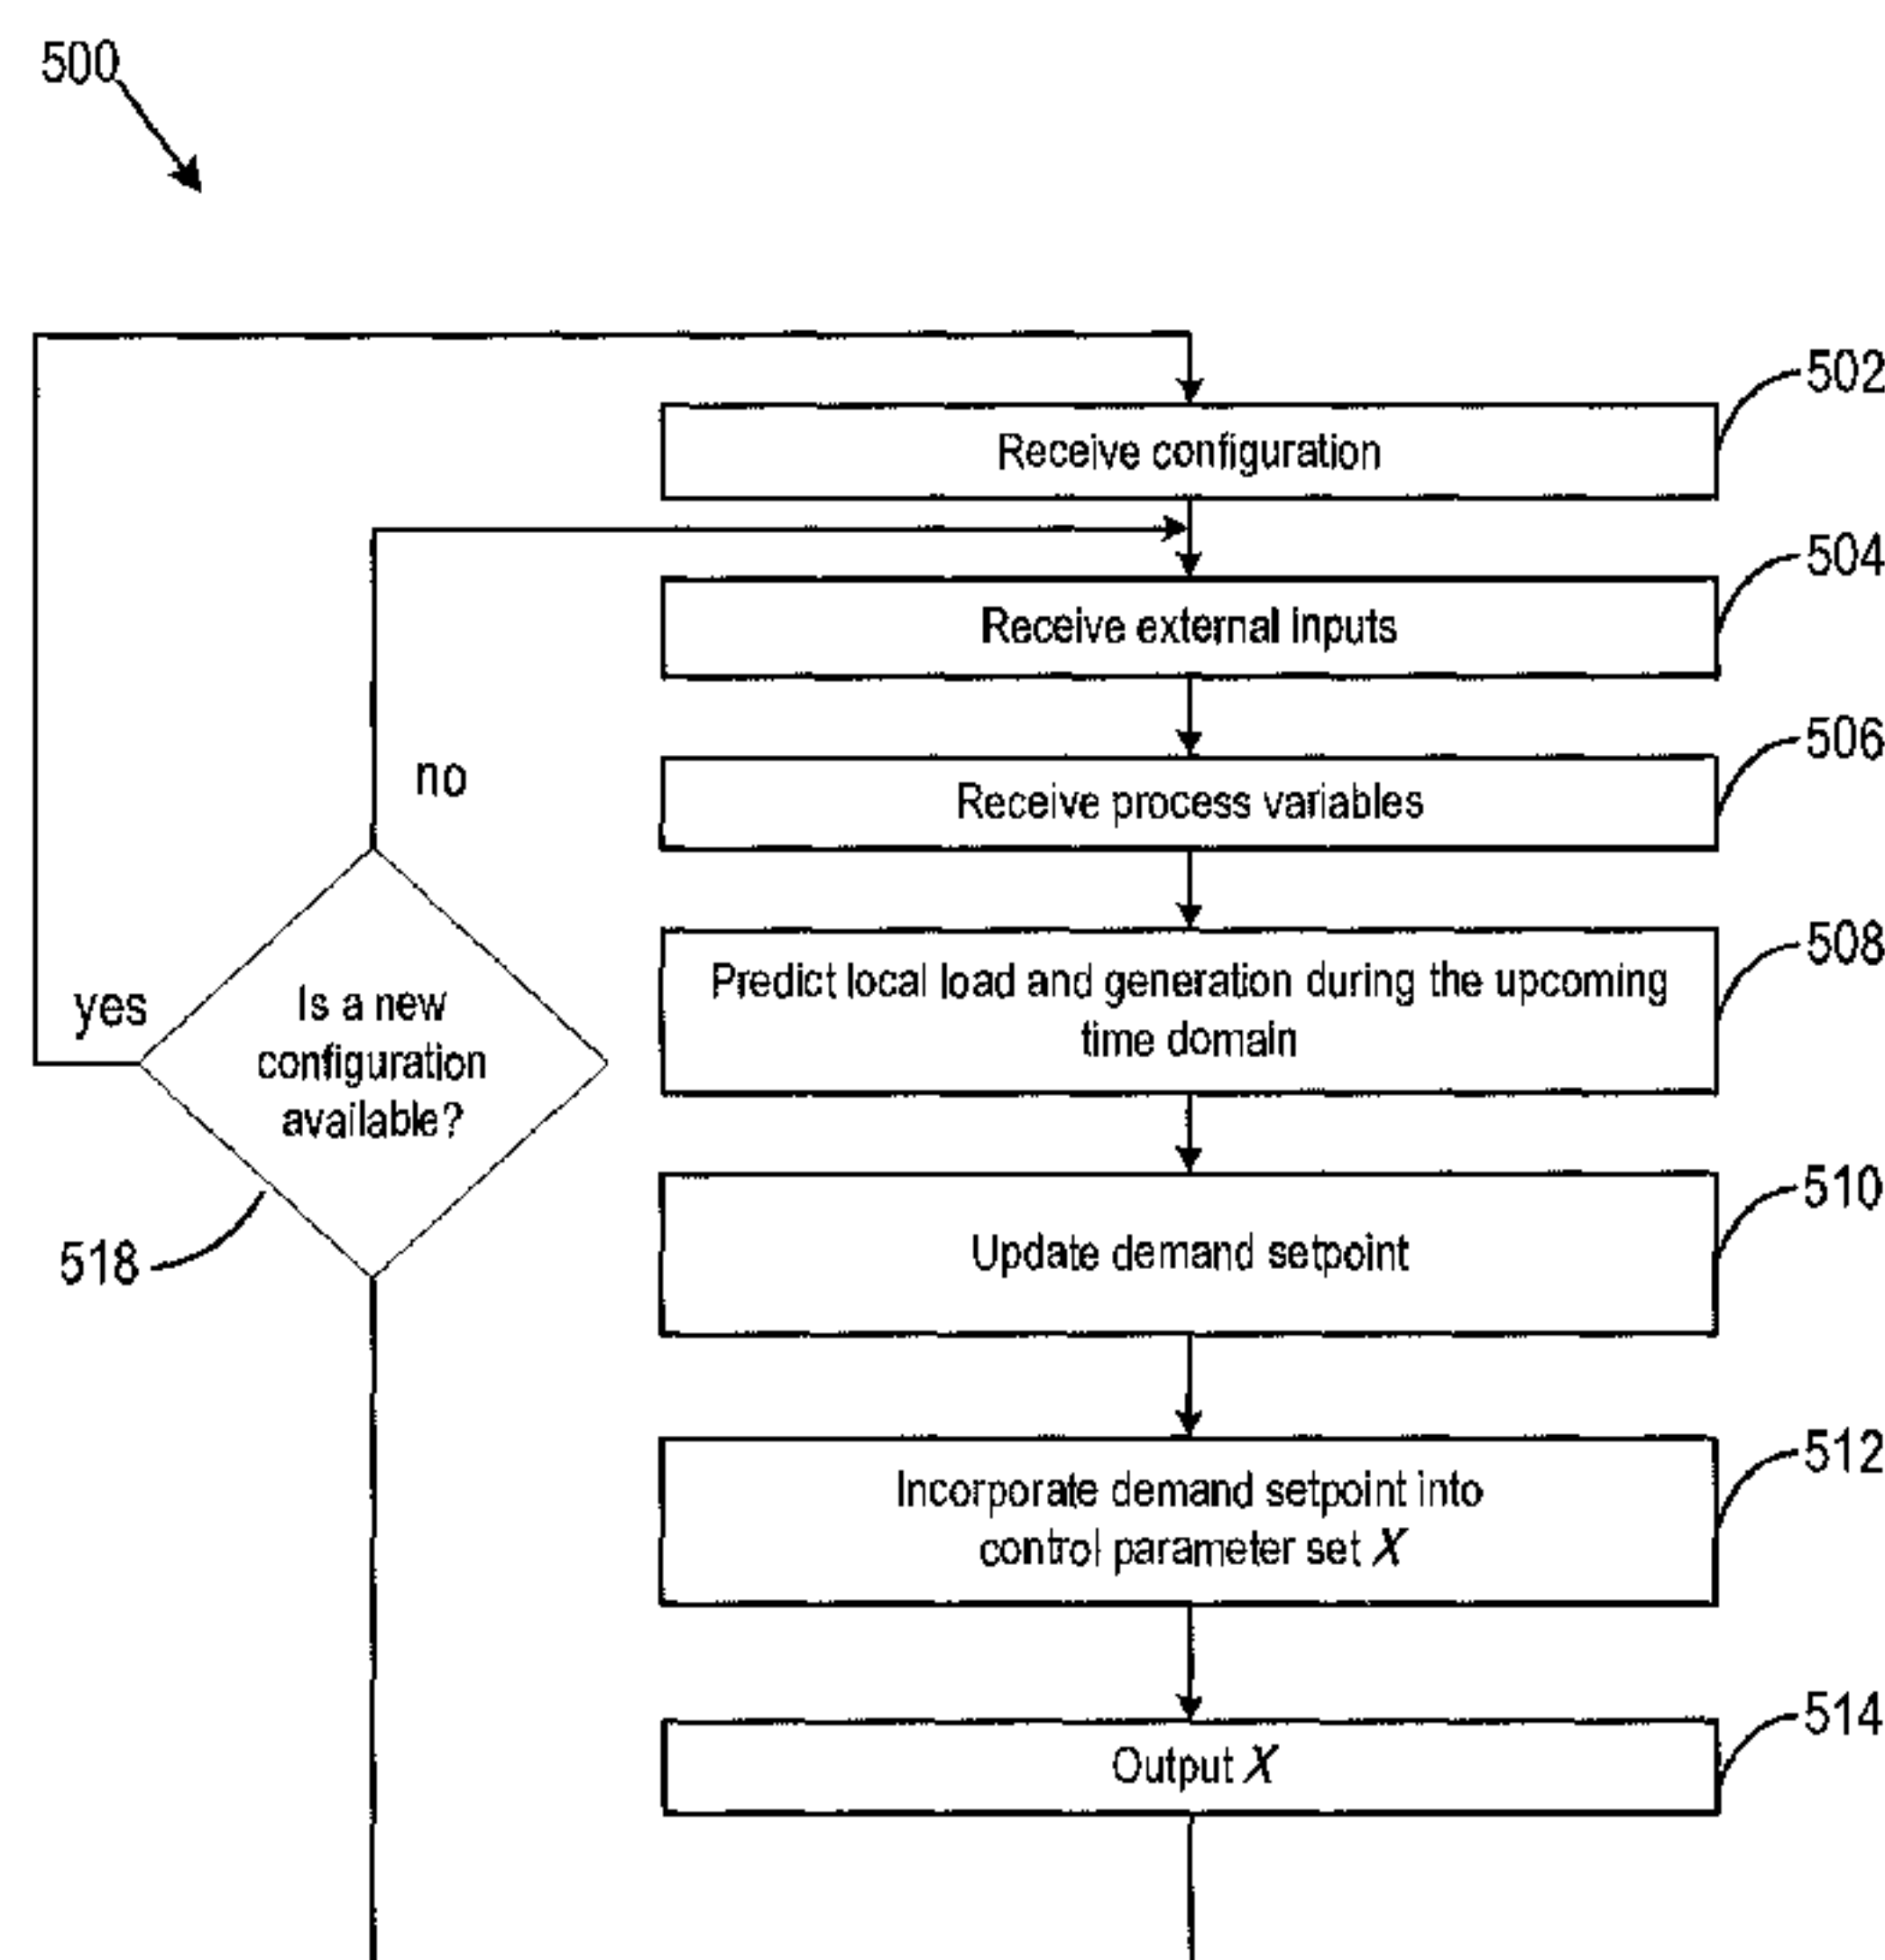 500
502
Receive configuration
504
Receive external inputs
506
Receive process variables
no
508
Predict local load and generation during the upcoming
time domain
yes
Is a new
configuration
available?
518
510
Update demand setpoint
512
Incorporate demand setpoint into
control parameter set X
514
Output X